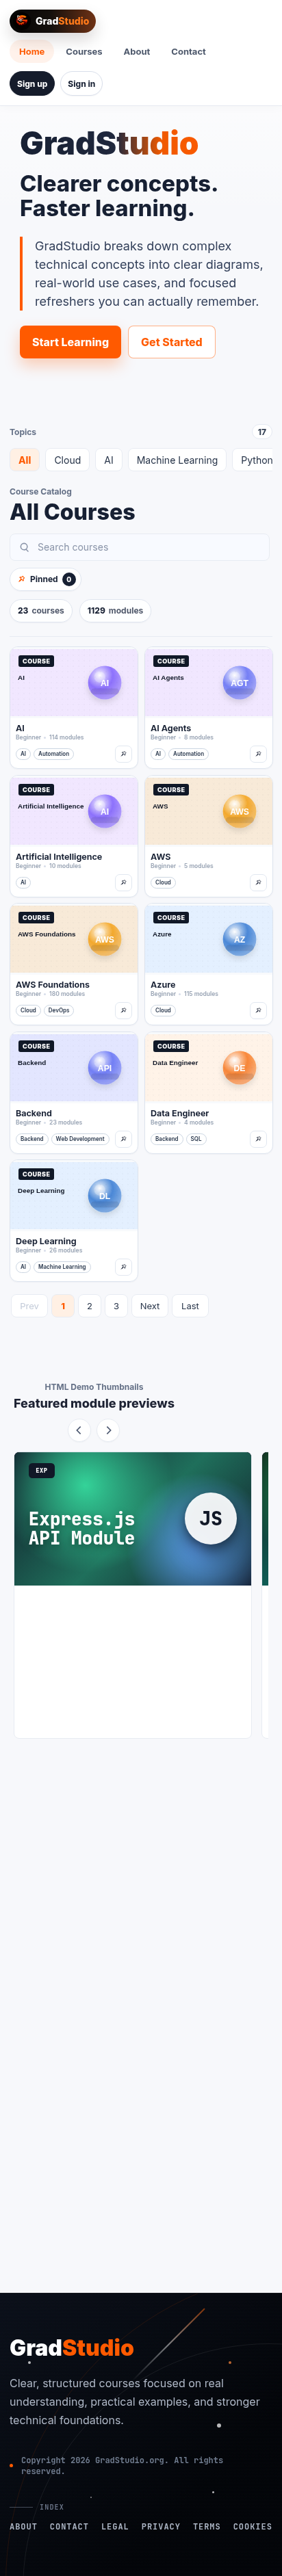 GradStudio
Home Courses About Contact
Sign up Sign in
GradStudio
Clearer concepts.
Faster learning.
GradStudio breaks down complex
technical concepts into clear diagrams,
real-world use cases, and focused
refreshers you can actually remember.
Start Learning Get Started
Topics 17
All Cloud AI Machine Learning Python
Course Catalog
All Courses
Search courses
Pinned 0
23 courses 1129 modules
COURSE COURSE
AI AI Agents
AI AGT
AI AI Agents
Beginner · 114 modules Beginner · 8 modules
AI Automation AI Automation
COURSE COURSE
Artificial Intelligence AWS
AI AWS
Artificial Intelligence AWS
Beginner · 10 modules Beginner · 5 modules
AI Cloud
COURSE COURSE
AWS Foundations Azure
AWS AZ
AWS Foundations Azure
Beginner · 160 modules Beginner · 115 modules
Cloud DevOps Cloud
COURSE COURSE
Backend Data Engineer
API DE
Backend Data Engineer
Beginner · 23 modules Beginner · 4 modules
Backend Web Development Backend SQL
COURSE
Deep Learning
DL
Deep Learning
Beginner · 26 modules
AI Machine Learning
Prev 1 2 3 Next Last
HTML Demo Thumbnails
Featured module previews
EXP
Express.js
API Module
JS
GradStudio
Clear, structured courses focused on real
understanding, practical examples, and stronger
technical foundations.
Copyright 2026 GradStudio.org. All rights
reserved.
INDEX
ABOUT CONTACT LEGAL PRIVACY TERMS COOKIES